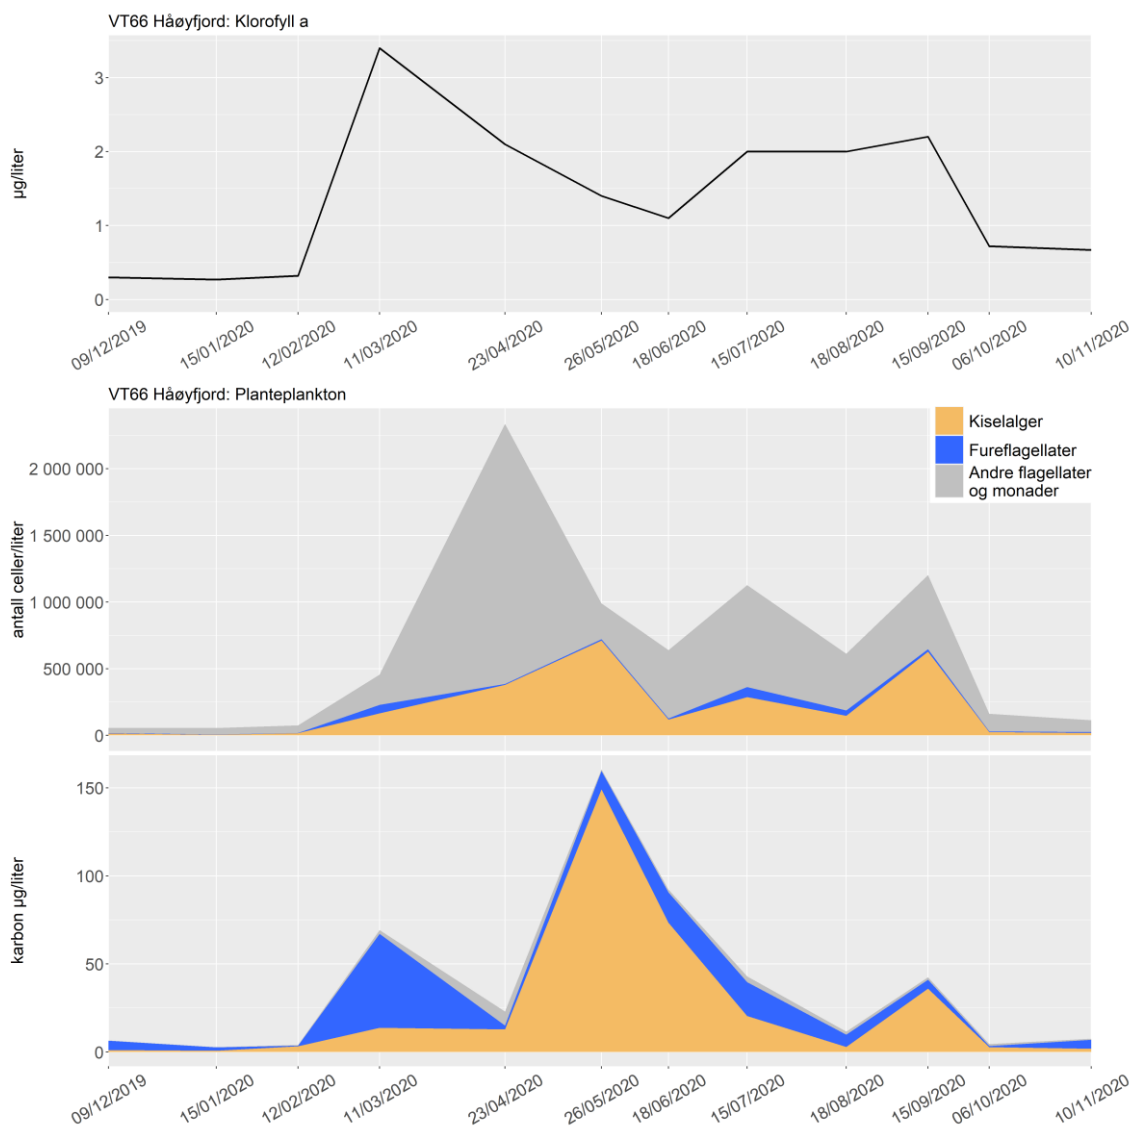 VT66 Håøyfjord: Klorofyll a
µg/liter
3
2
1
0
09/12/2019
15/01/2020
12/02/2020
11/03/2020
23/04/2020
26/05/2020
18/06/2020
15/07/2020
18/08/2020
15/09/2020
06/10/2020
10/11/2020
VT66 Håøyfjord: Planteplankton
Kiselalger
Fureflagellater
Andre flagellater
og monader
antall celler/liter
2 000 000
1 500 000
1 000 000
500 000
0
karbon µg/liter
150
100
50
0
09/12/2019
15/01/2020
12/02/2020
11/03/2020
23/04/2020
26/05/2020
18/06/2020
15/07/2020
18/08/2020
15/09/2020
06/10/2020
10/11/2020